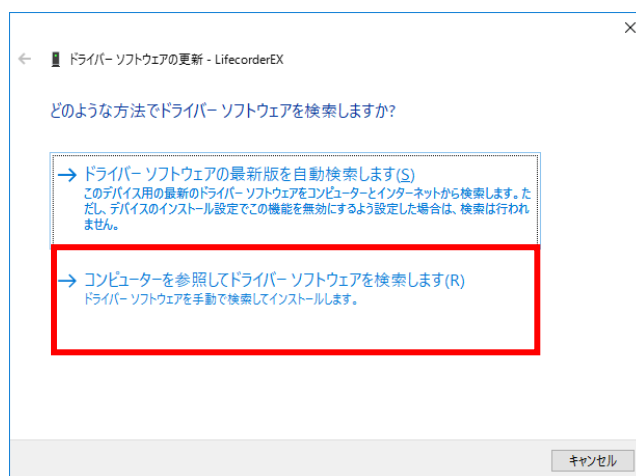 ドライバー ソフトウェアの更新 - LifecorderEX
どのような方法でドライバー ソフトウェアを検索しますか?
ドライバー ソフトウェアの最新版を自動検索します(S)
このデバイス用の最新のドライバー ソフトウェアをコンピューターとインターネットから検索します。た
だし、デバイスのインストール設定でこの機能を無効にするよう設定した場合は、検索は行われ
ません。
コンピューターを参照してドライバー ソフトウェアを検索します(R)
ドライバー ソフトウェアを手動で検索してインストールします。
キャンセル